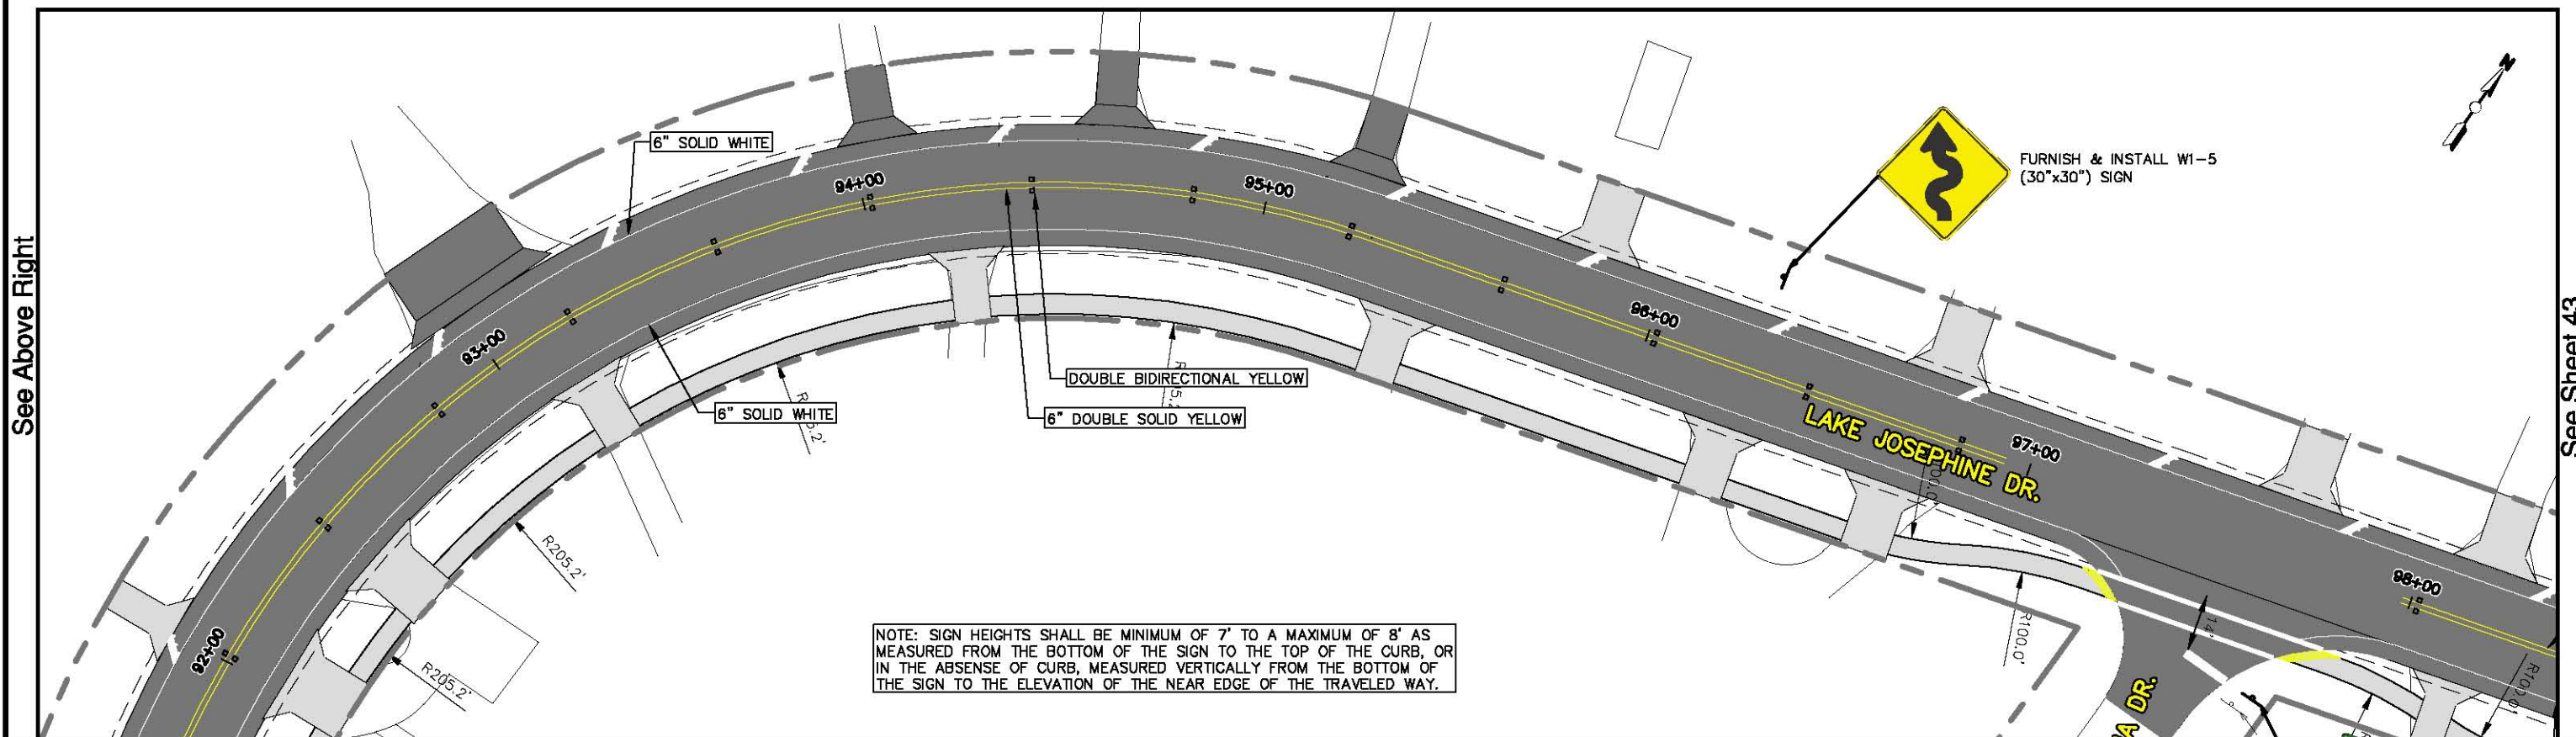 See Above Right
6" SOLID WHITE
94+00
95+00
N
FURNISH & INSTALL W1-5
(30"x30") SIGN
93+00
96+00
DOUBLE BIDIRECTIONAL YELLOW
6" SOLID WHITE
6" DOUBLE SOLID YELLOW
LAKE JOSEPHINE DR.
97+00
See Sheet 43
R205.2'
R205.2'
92+00
98+00
14'
R100.0'
R100.0'
NOTE: SIGN HEIGHTS SHALL BE MINIMUM OF 7' TO A MAXIMUM OF 8' AS
MEASURED FROM THE BOTTOM OF THE SIGN TO THE TOP OF THE CURB, OR
IN THE ABSENSE OF CURB, MEASURED VERTICALLY FROM THE BOTTOM OF
THE SIGN TO THE ELEVATION OF THE NEAR EDGE OF THE TRAVELED WAY.
DR.